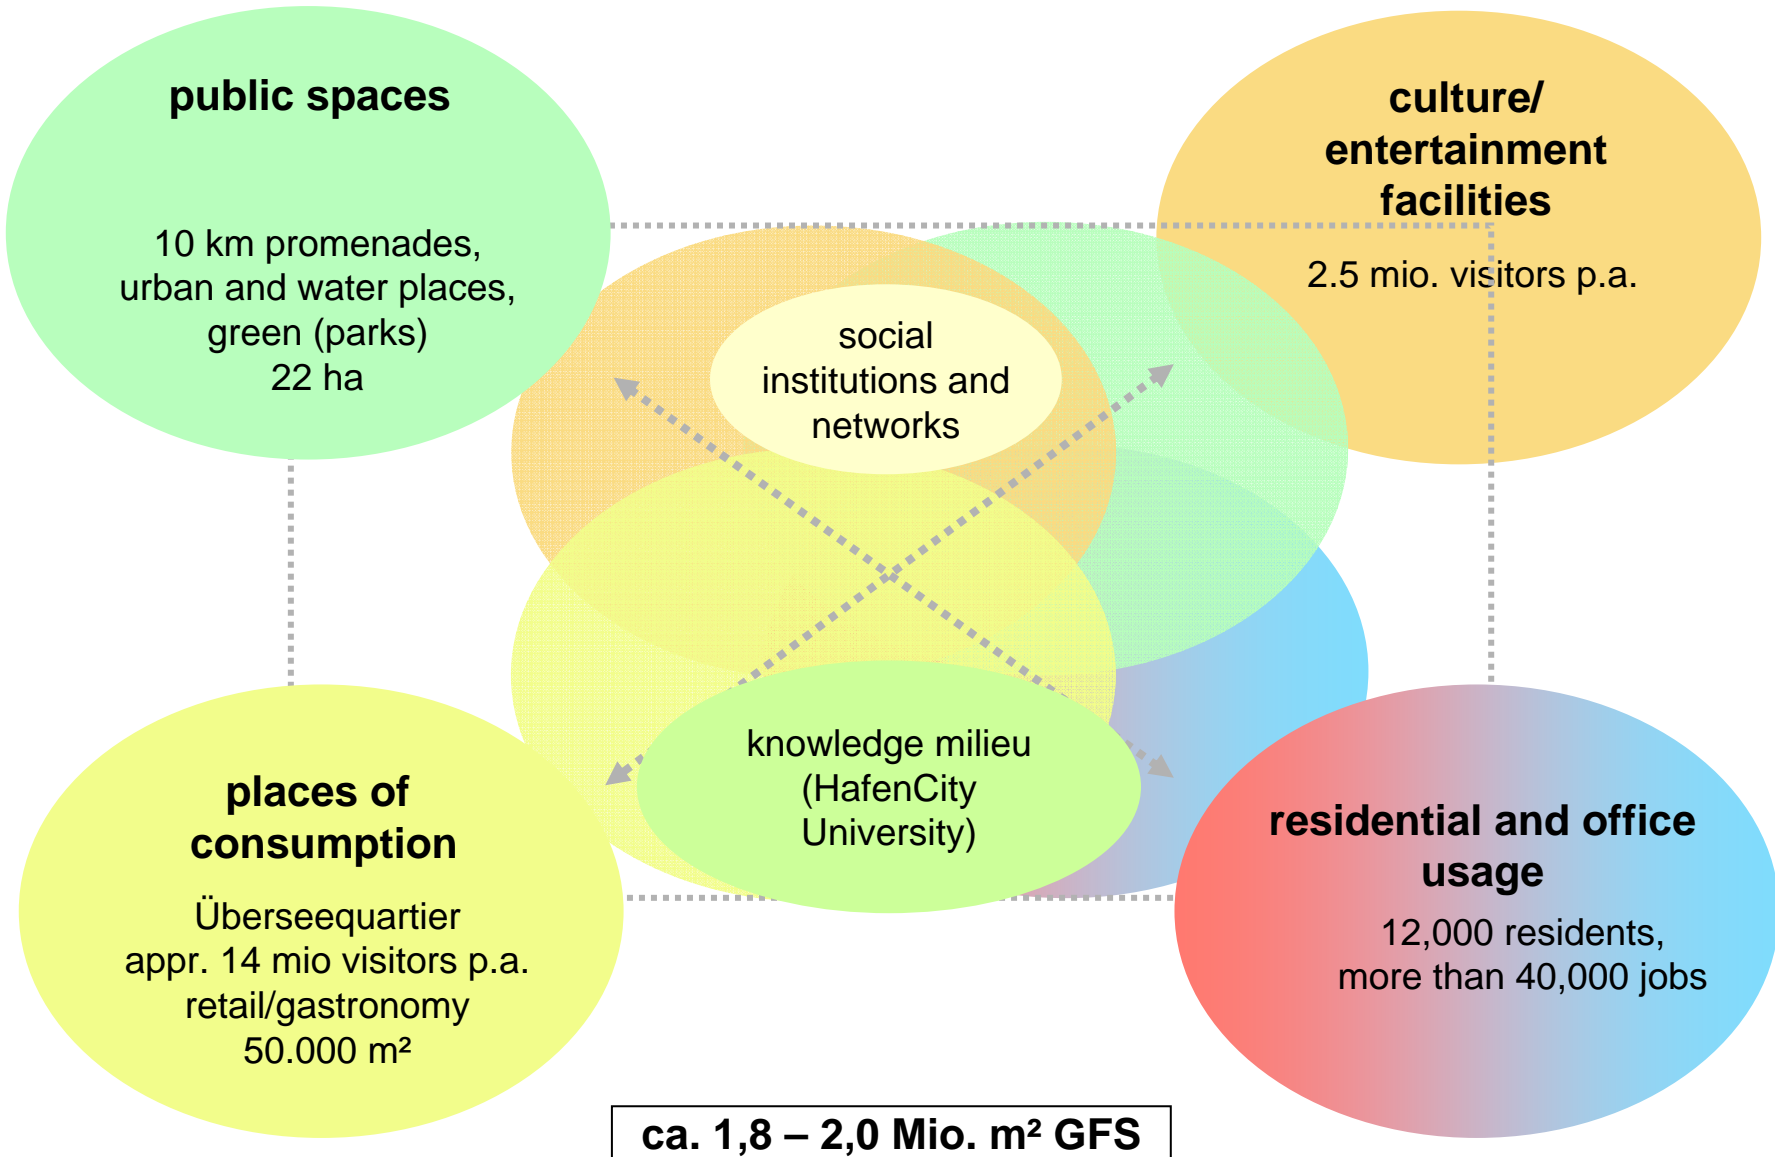 public spaces
10 km promenades,
urban and water places,
green (parks)
22 ha
culture/
entertainment
facilities
2.5 mio. visitors p.a.
social
institutions and
networks
knowledge milieu
(HafenCity
University)
places of
consumption
Überseequartier
appr. 14 mio visitors p.a.
retail/gastronomy
50.000 m²
residential and office
usage
12,000 residents,
more than 40,000 jobs
ca. 1,8 – 2,0 Mio. m² GFS